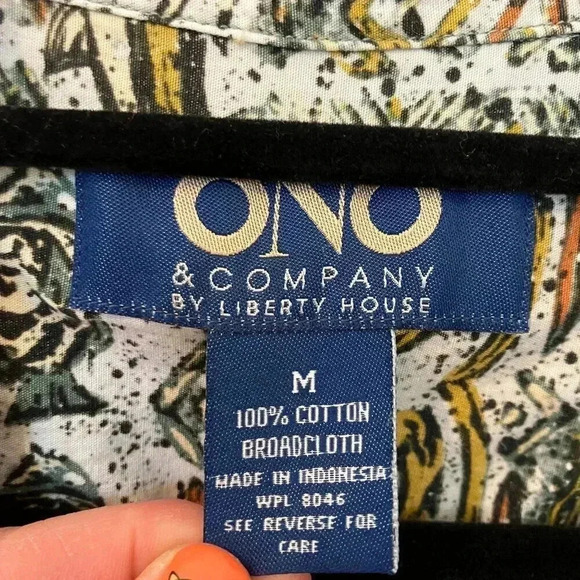 ONO
& COMPANY
BY LIBERTY HOUSE
M
100% COTTON
BROADCLOTH
MADE IN INDONESIA
WPL 8046
SEE REVERSE FOR
CARE